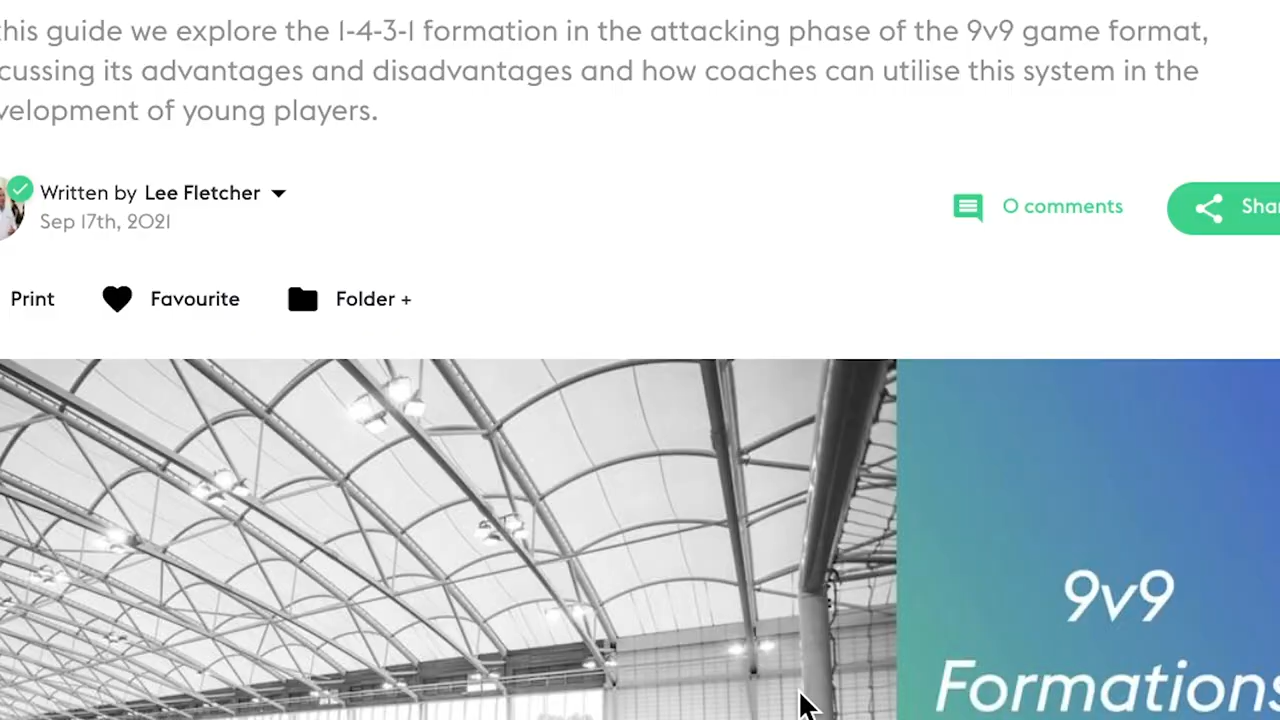 this guide we explore the 1-4-3-1 formation in the attacking phase of the 9v9 game format,
cussing its advantages and disadvantages and how coaches can utilise this system in the
velopment of young players.
Written by Lee Fletcher
Sep 17th, 2021
0 comments
Shar
Print
Favourite
Folder +
9v9
Formations